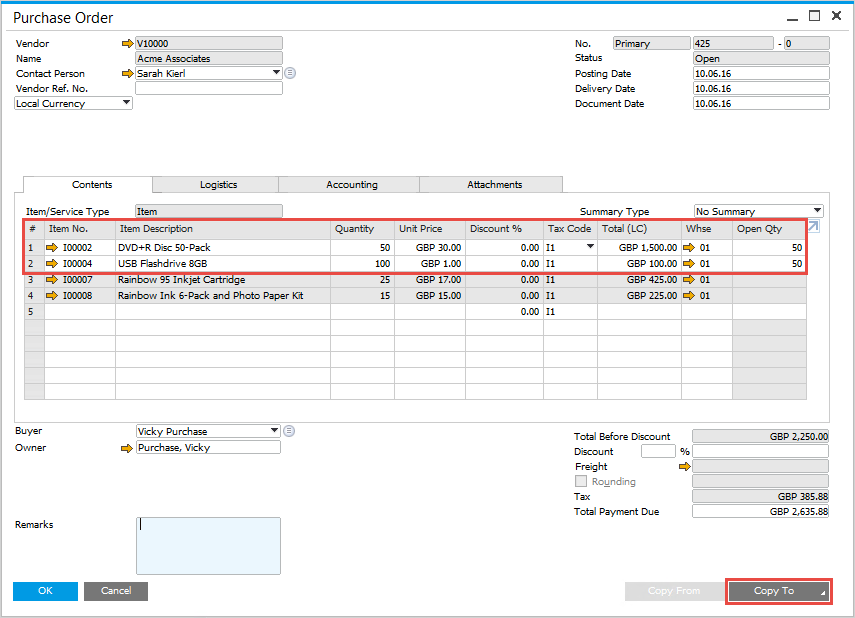 Purchase Order
Vendor V10000 No. Primary 425 - 0
Name Acme Associates Status Open
Contact Person Sarah Kierl Posting Date 10.06.16
Vendor Ref. No. Delivery Date 10.06.16
Local Currency Document Date 10.06.16
Contents Logistics Accounting Attachments
Item/Service Type Item Summary Type No Summary
# Item No. Item Description Quantity Unit Price Discount % Tax Code Total (LC) Whse Open Qty
1 I00002 DVD+R Disc 50-Pack 50 GBP 30.00 0.00 I1 GBP 1,500.00 01 50
2 I00004 USB Flashdrive 8GB 100 GBP 1.00 0.00 I1 GBP 100.00 01 50
3 I00007 Rainbow 95 Inkjet Cartridge 25 GBP 17.00 0.00 I1 GBP 425.00 01
4 I00008 Rainbow Ink 6-Pack and Photo Paper Kit 15 GBP 15.00 0.00 I1 GBP 225.00 01
5 0.00 I1
Buyer Vicky Purchase Total Before Discount GBP 2,250.00
Owner Purchase, Vicky Discount %
Freight
Rounding
Tax GBP 385.88
Total Payment Due GBP 2,635.88
Remarks
OK Cancel Copy From Copy To